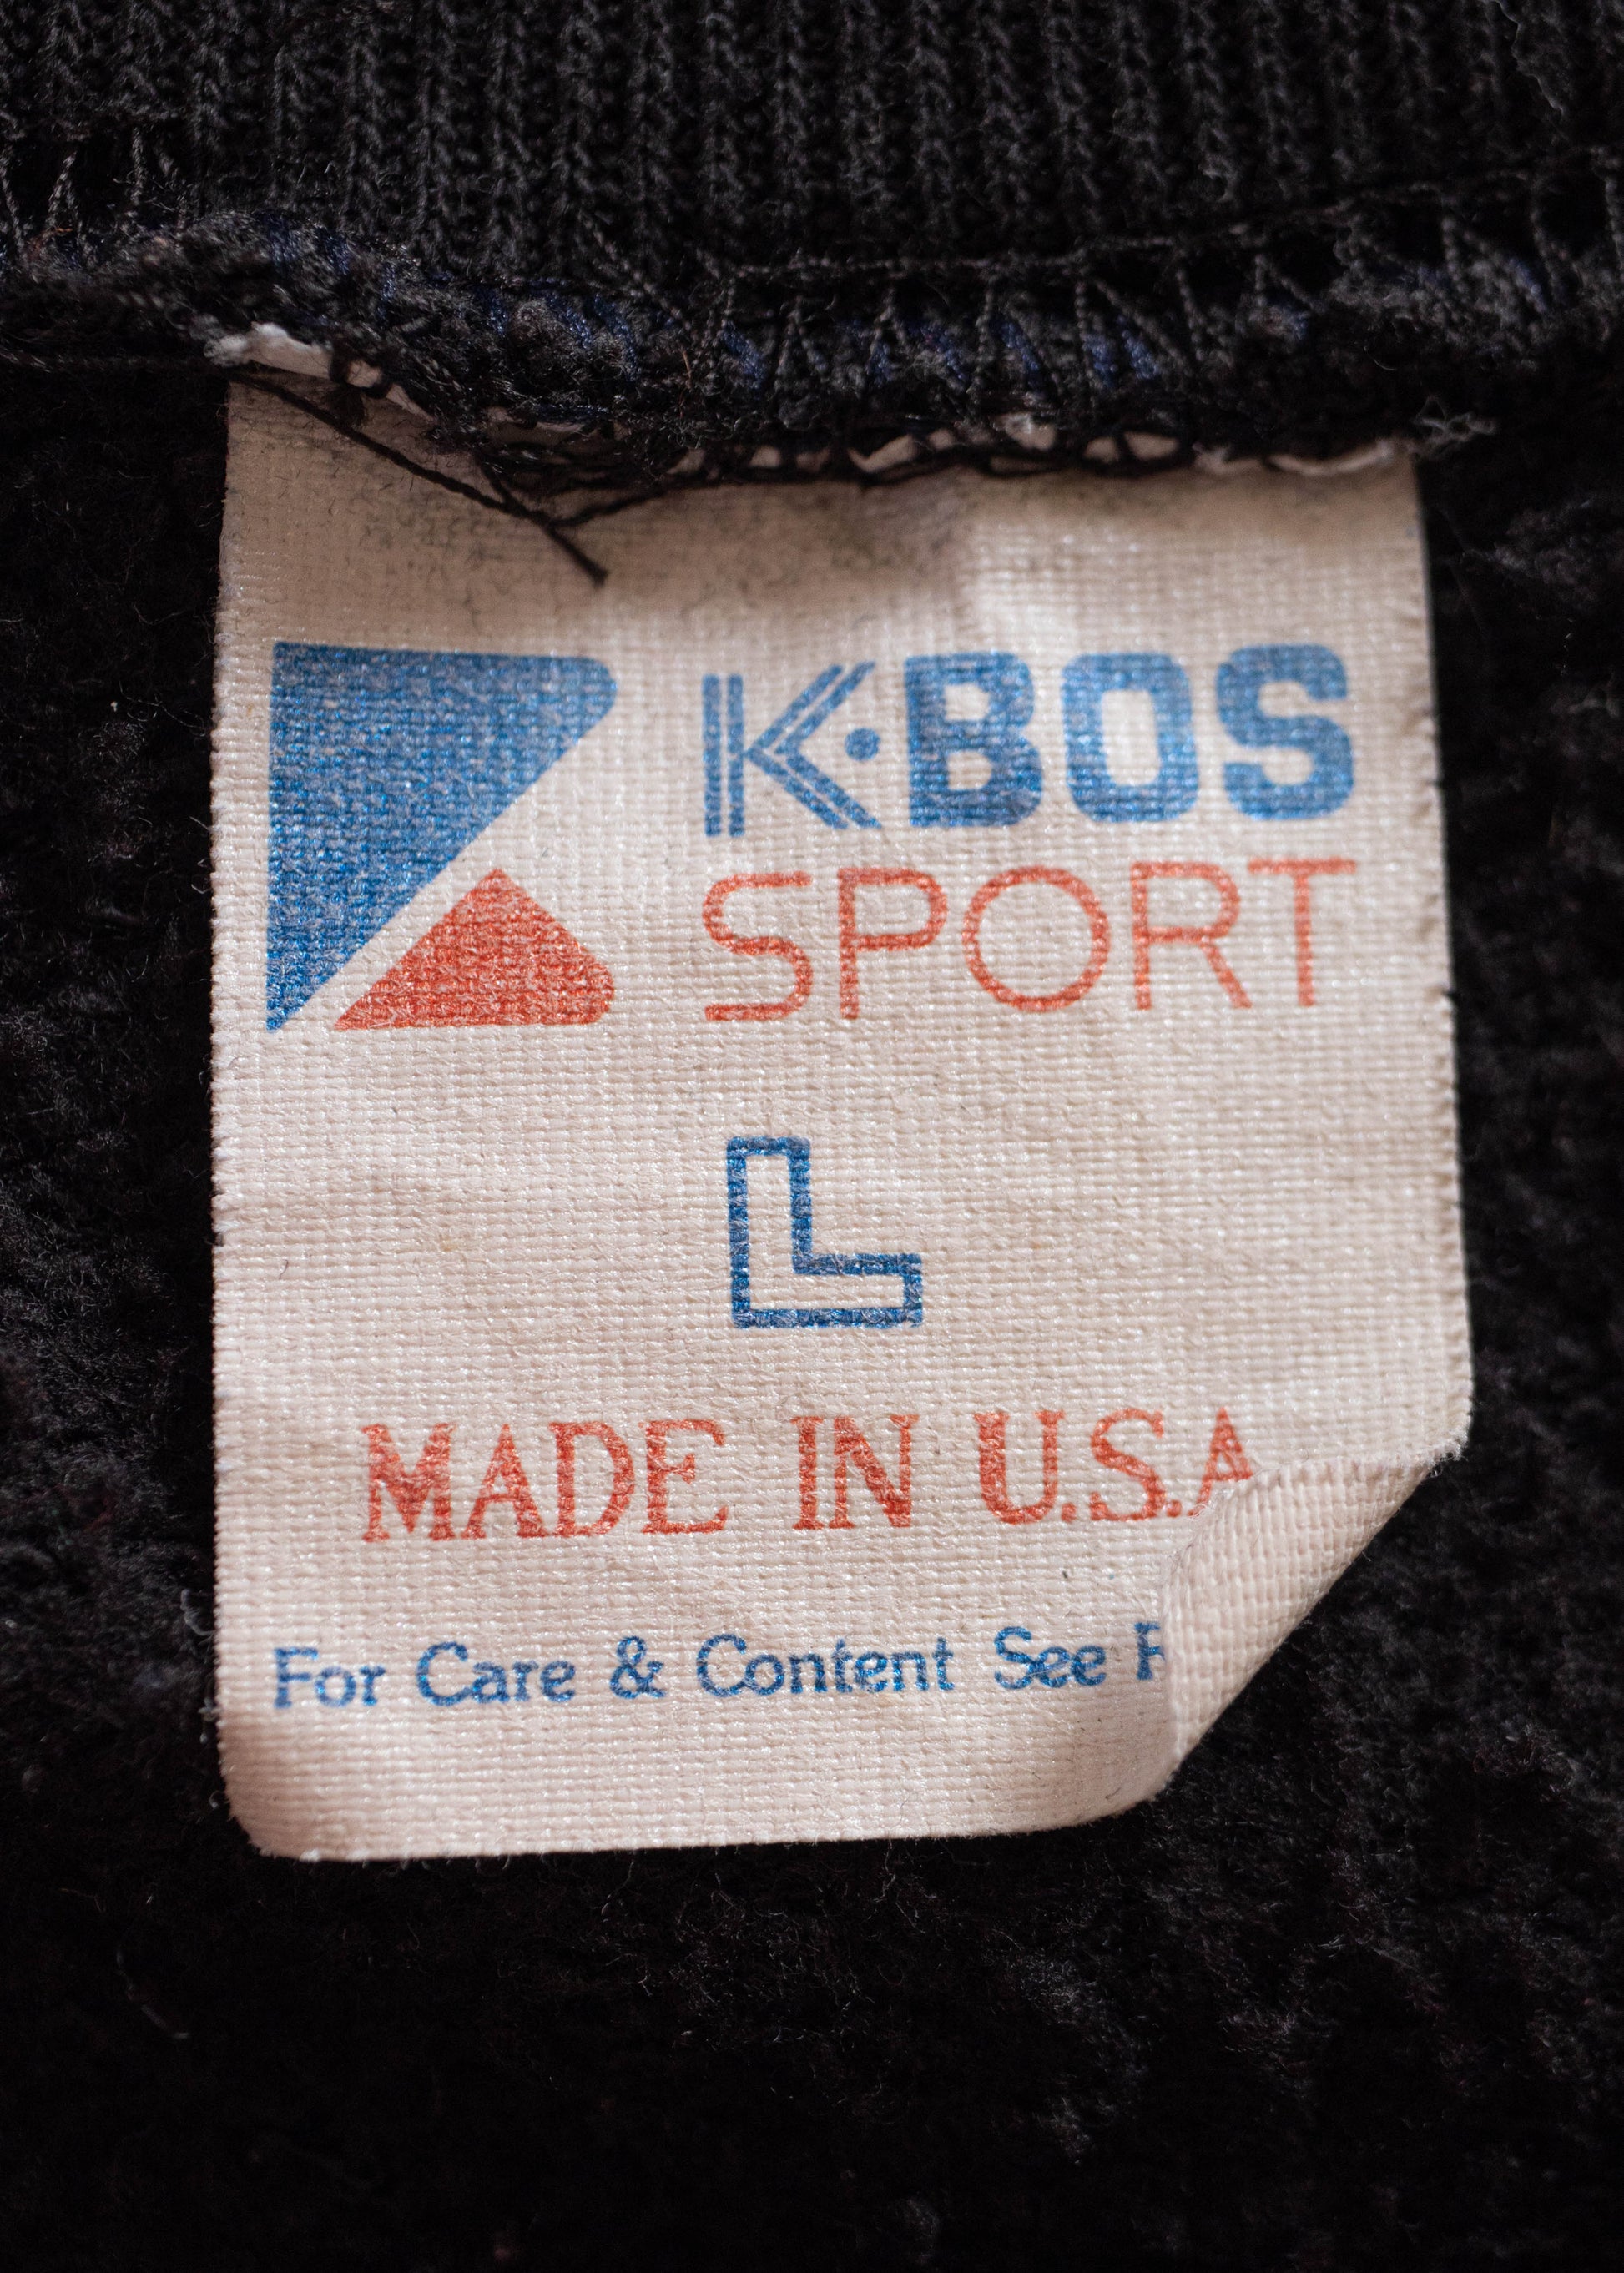 K·BOS
SPORT
L
MADE IN U.S.A
For Care & Content See